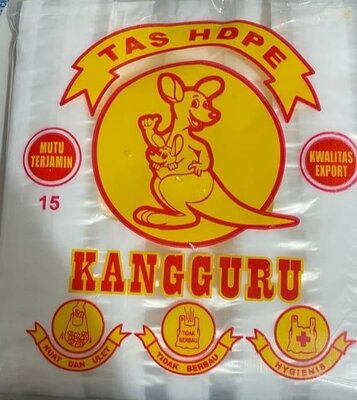 TAS HDPE
MUTU
TERJAMIN
KWALITAS
EXPORT
15
KANGGURU
TIDAK
BERBAU
KUAT DAN ULET
TIDAK BERBAU
HYGIENIS